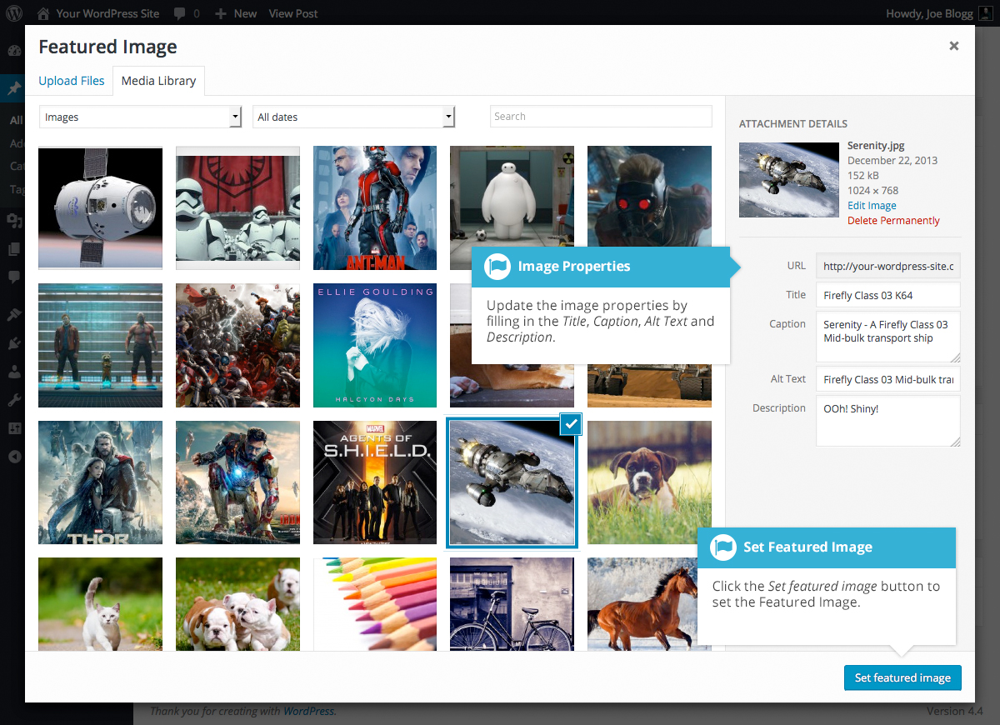 Your WordPress Site
0
New
View Post
Howdy, Joe Blogg
Featured Image
Upload Files
Media Library
Images
All dates
Search
ATTACHMENT DETAILS
Serenity.jpg
December 22, 2013
152 kB
1024 × 768
Edit Image
Delete Permanently
ANT-MAN
Image Properties
Update the image properties by
filling in the Title, Caption, Alt Text and
Description.
URL
http://your-wordpress-site.c
Title
Firefly Class 03 K64
Caption
Serenity - A Firefly Class 03
Mid-bulk transport ship
Alt Text
Firefly Class 03 Mid-bulk tra
Description
OOh! Shiny!
All
Ad
Ca
Tag
ELLIE GOULDING
HALCYON DAYS
MARVEL
THOR
MARVEL
AGENTS OF
S.H.I.E.L.D.
Set Featured Image
Click the Set featured image button to
set the Featured Image.
Set featured image
Thank you for creating with WordPress.
Version 4.4